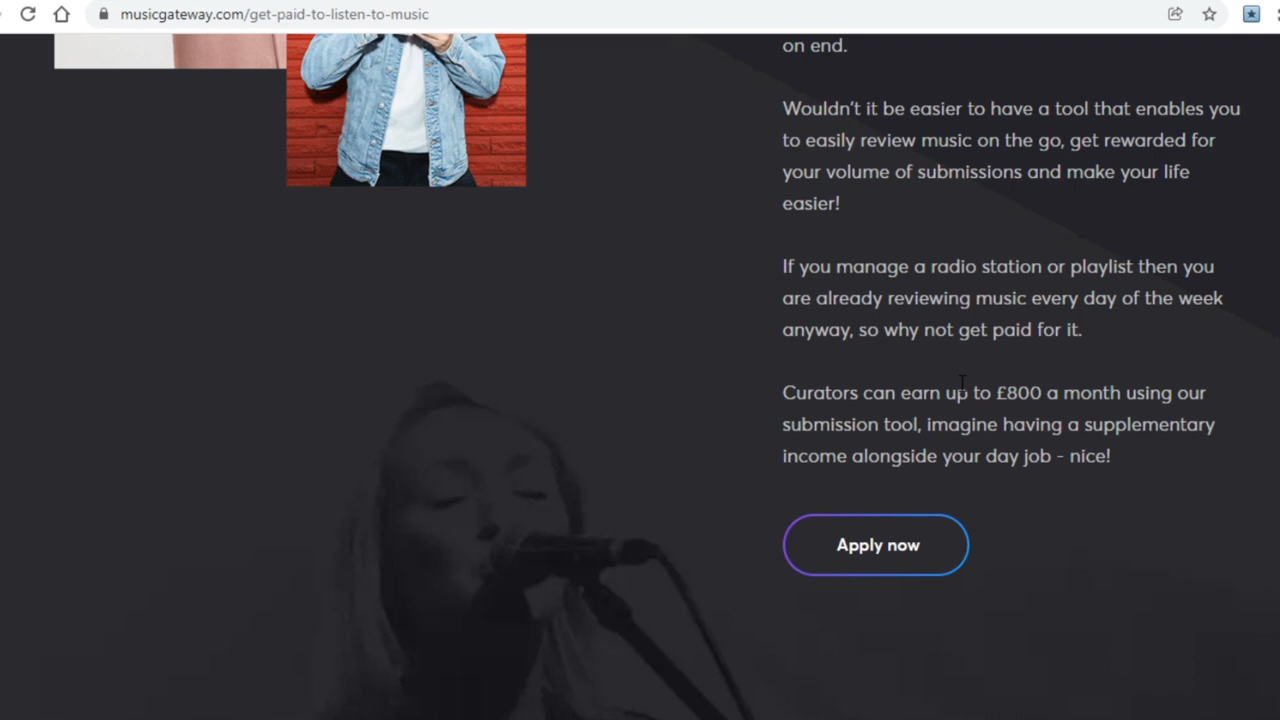 musicgateway.com/get-paid-to-listen-to-music
on end.
Wouldn't it be easier to have a tool that enables you
to easily review music on the go, get rewarded for
your volume of submissions and make your life
easier!
If you manage a radio station or playlist then you
are already reviewing music every day of the week
anyway, so why not get paid for it.
Curators can earn up to £800 a month using our
submission tool, imagine having a supplementary
income alongside your day job - nice!
Apply now